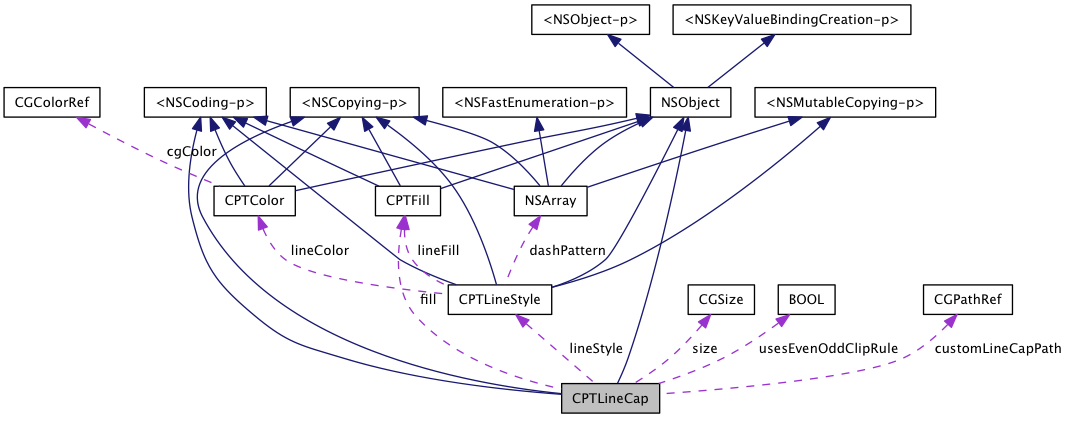 <NSObject-p>
<NSKeyValueBindingCreation-p>
CGColorRef
<NSCoding-p>
<NSCopying-p>
<NSFastEnumeration-p>
NSObject
<NSMutableCopying-p>
cgColor
CPTColor
CPTFill
NSArray
lineColor
lineFill
dashPattern
CPTLineStyle
fill
CGSize
BOOL
CGPathRef
lineStyle
size
usesEvenOddClipRule
customLineCapPath
CPTLineCap